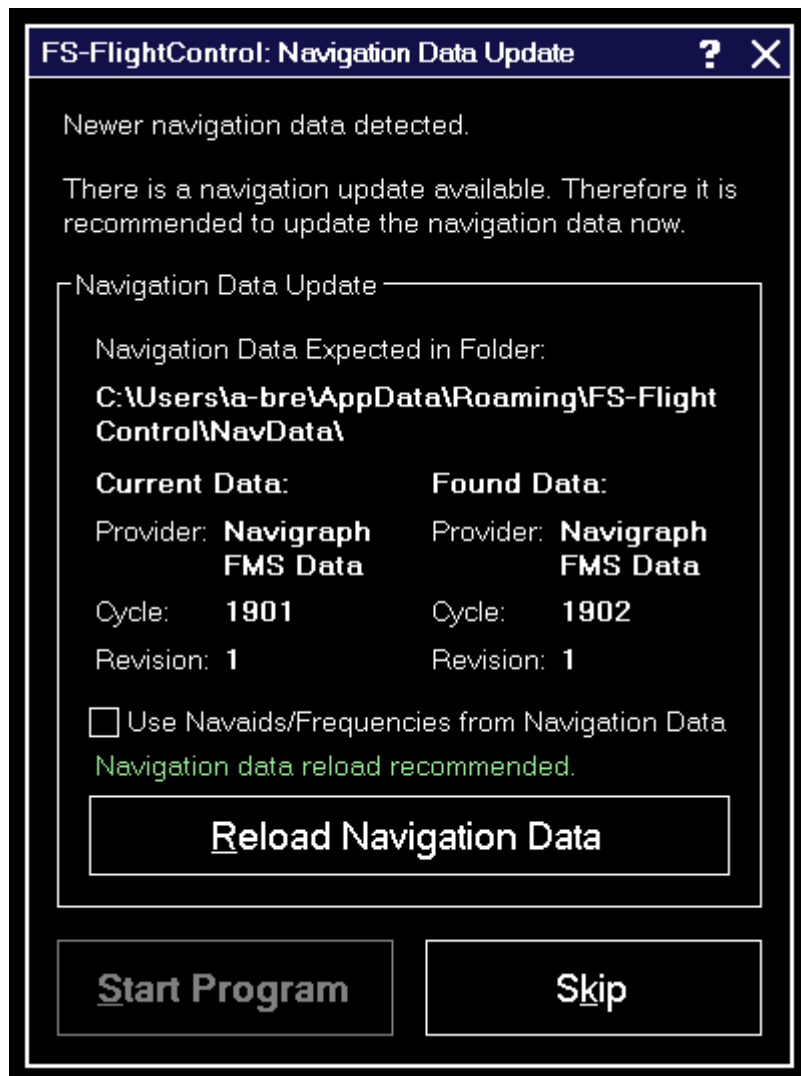 FS-FlightControl: Navigation Data Update ? X
Newer navigation data detected.
There is a navigation update available. Therefore it is
recommended to update the navigation data now.
Navigation Data Update
Navigation Data Expected in Folder:
C:\Users\a-bre\AppData\Roaming\FS-Flight
Control\NavData\
Current Data: Found Data:
Provider: Navigraph Provider: Navigraph
FMS Data FMS Data
Cycle: 1901 Cycle: 1902
Revision: 1 Revision: 1
Use Navaids/Frequencies from Navigation Data
Navigation data reload recommended.
Reload Navigation Data
Start Program Skip